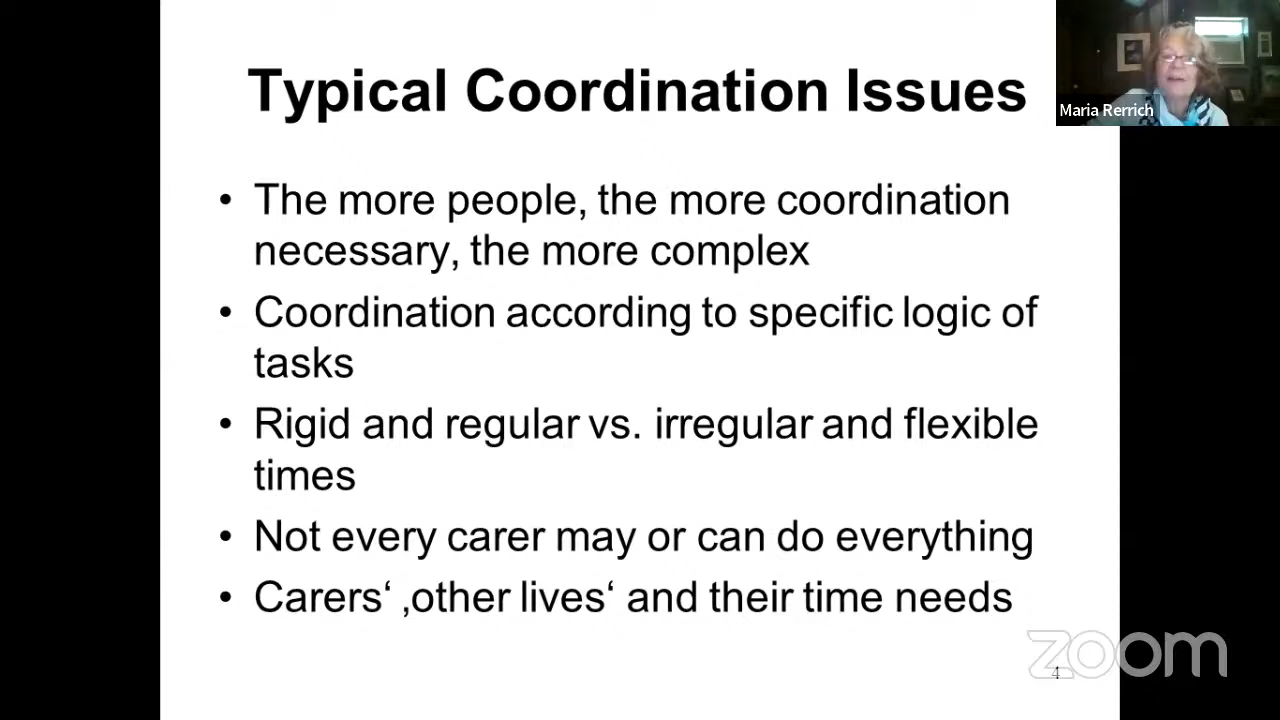 Typical Coordination Issues
Maria Rerrich
• The more people, the more coordination
necessary, the more complex
• Coordination according to specific logic of
tasks
• Rigid and regular vs. irregular and flexible
times
• Not every carer may or can do everything
• Carers‘ ‚other lives‘ and their time needs
zoom
4